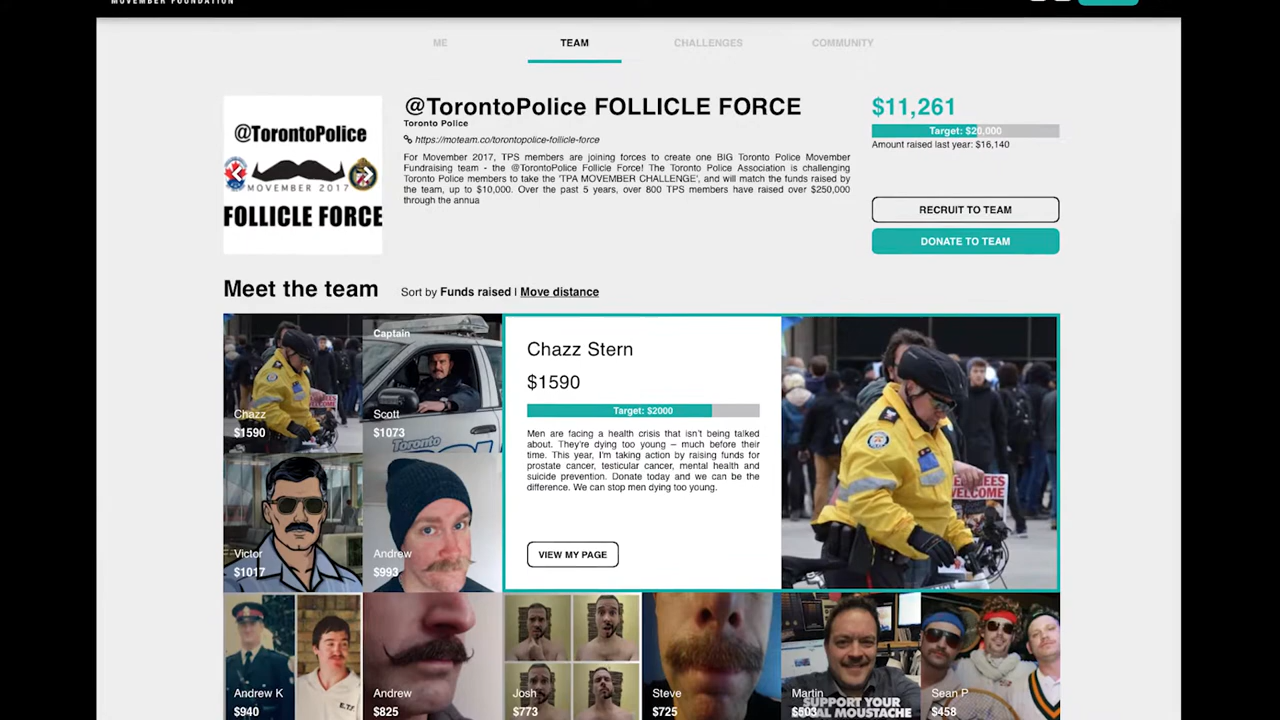 MOVEMBER FOUNDATION
ME
TEAM
CHALLENGES
COMMUNITY
@TorontoPolice
MOVEMBER 2017
FOLLICLE FORCE
@TorontoPolice FOLLICLE FORCE
Toronto Police
https://moteam.co/torontopolice-follicle-force
For Movember 2017, TPS members are joining forces to create one BIG Toronto Police Movember
Fundraising team - the @TorontoPolice Follicle Force! The Toronto Police Association is challenging
Toronto Police members to take the 'TPA MOVEMBER CHALLENGE', and will match the funds raised by
the team, up to $10,000. Over the past 5 years, over 800 TPS members have raised over $250,000
through the annua
$11,261
Target: $20,000
Amount raised last year: $16,140
RECRUIT TO TEAM
DONATE TO TEAM
Meet the team
Sort by Funds raised | Move distance
Chazz
$1590
Captain
Toronto
Scott
$1073
Victor
$1017
Andrew
$993
Chazz Stern
$1590
Target: $2000
Men are facing a health crisis that isn't being talked
about. They're dying too young – much before their
time. This year, I'm taking action by raising funds for
prostate cancer, testicular cancer, mental health and
suicide prevention. Donate today and we can be the
difference. We can stop men dying too young.
VIEW MY PAGE
WELCOME
Andrew K
$940
Andrew
$825
Josh
$773
Steve
$725
Martin
$503
SUPPORT YOUR
LOCAL MOUSTACHE
Sean P
$458